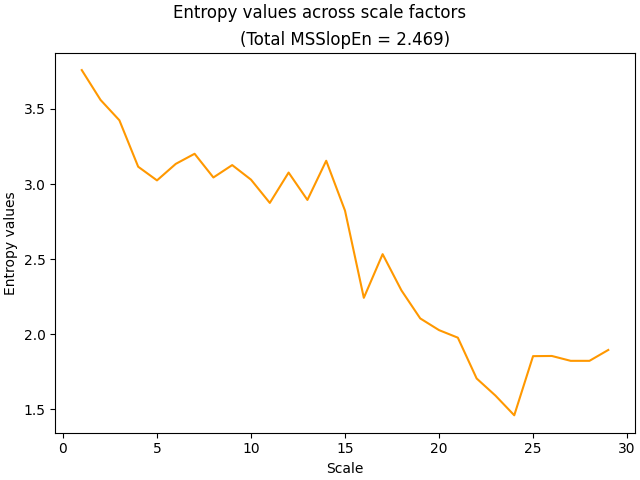 Entropy values across scale factors
(Total MSSlopEn = 2.469)
3.5
3.0
2.5
2.0
1.5
Entropy values
0 5 10 15 20 25 30
Scale